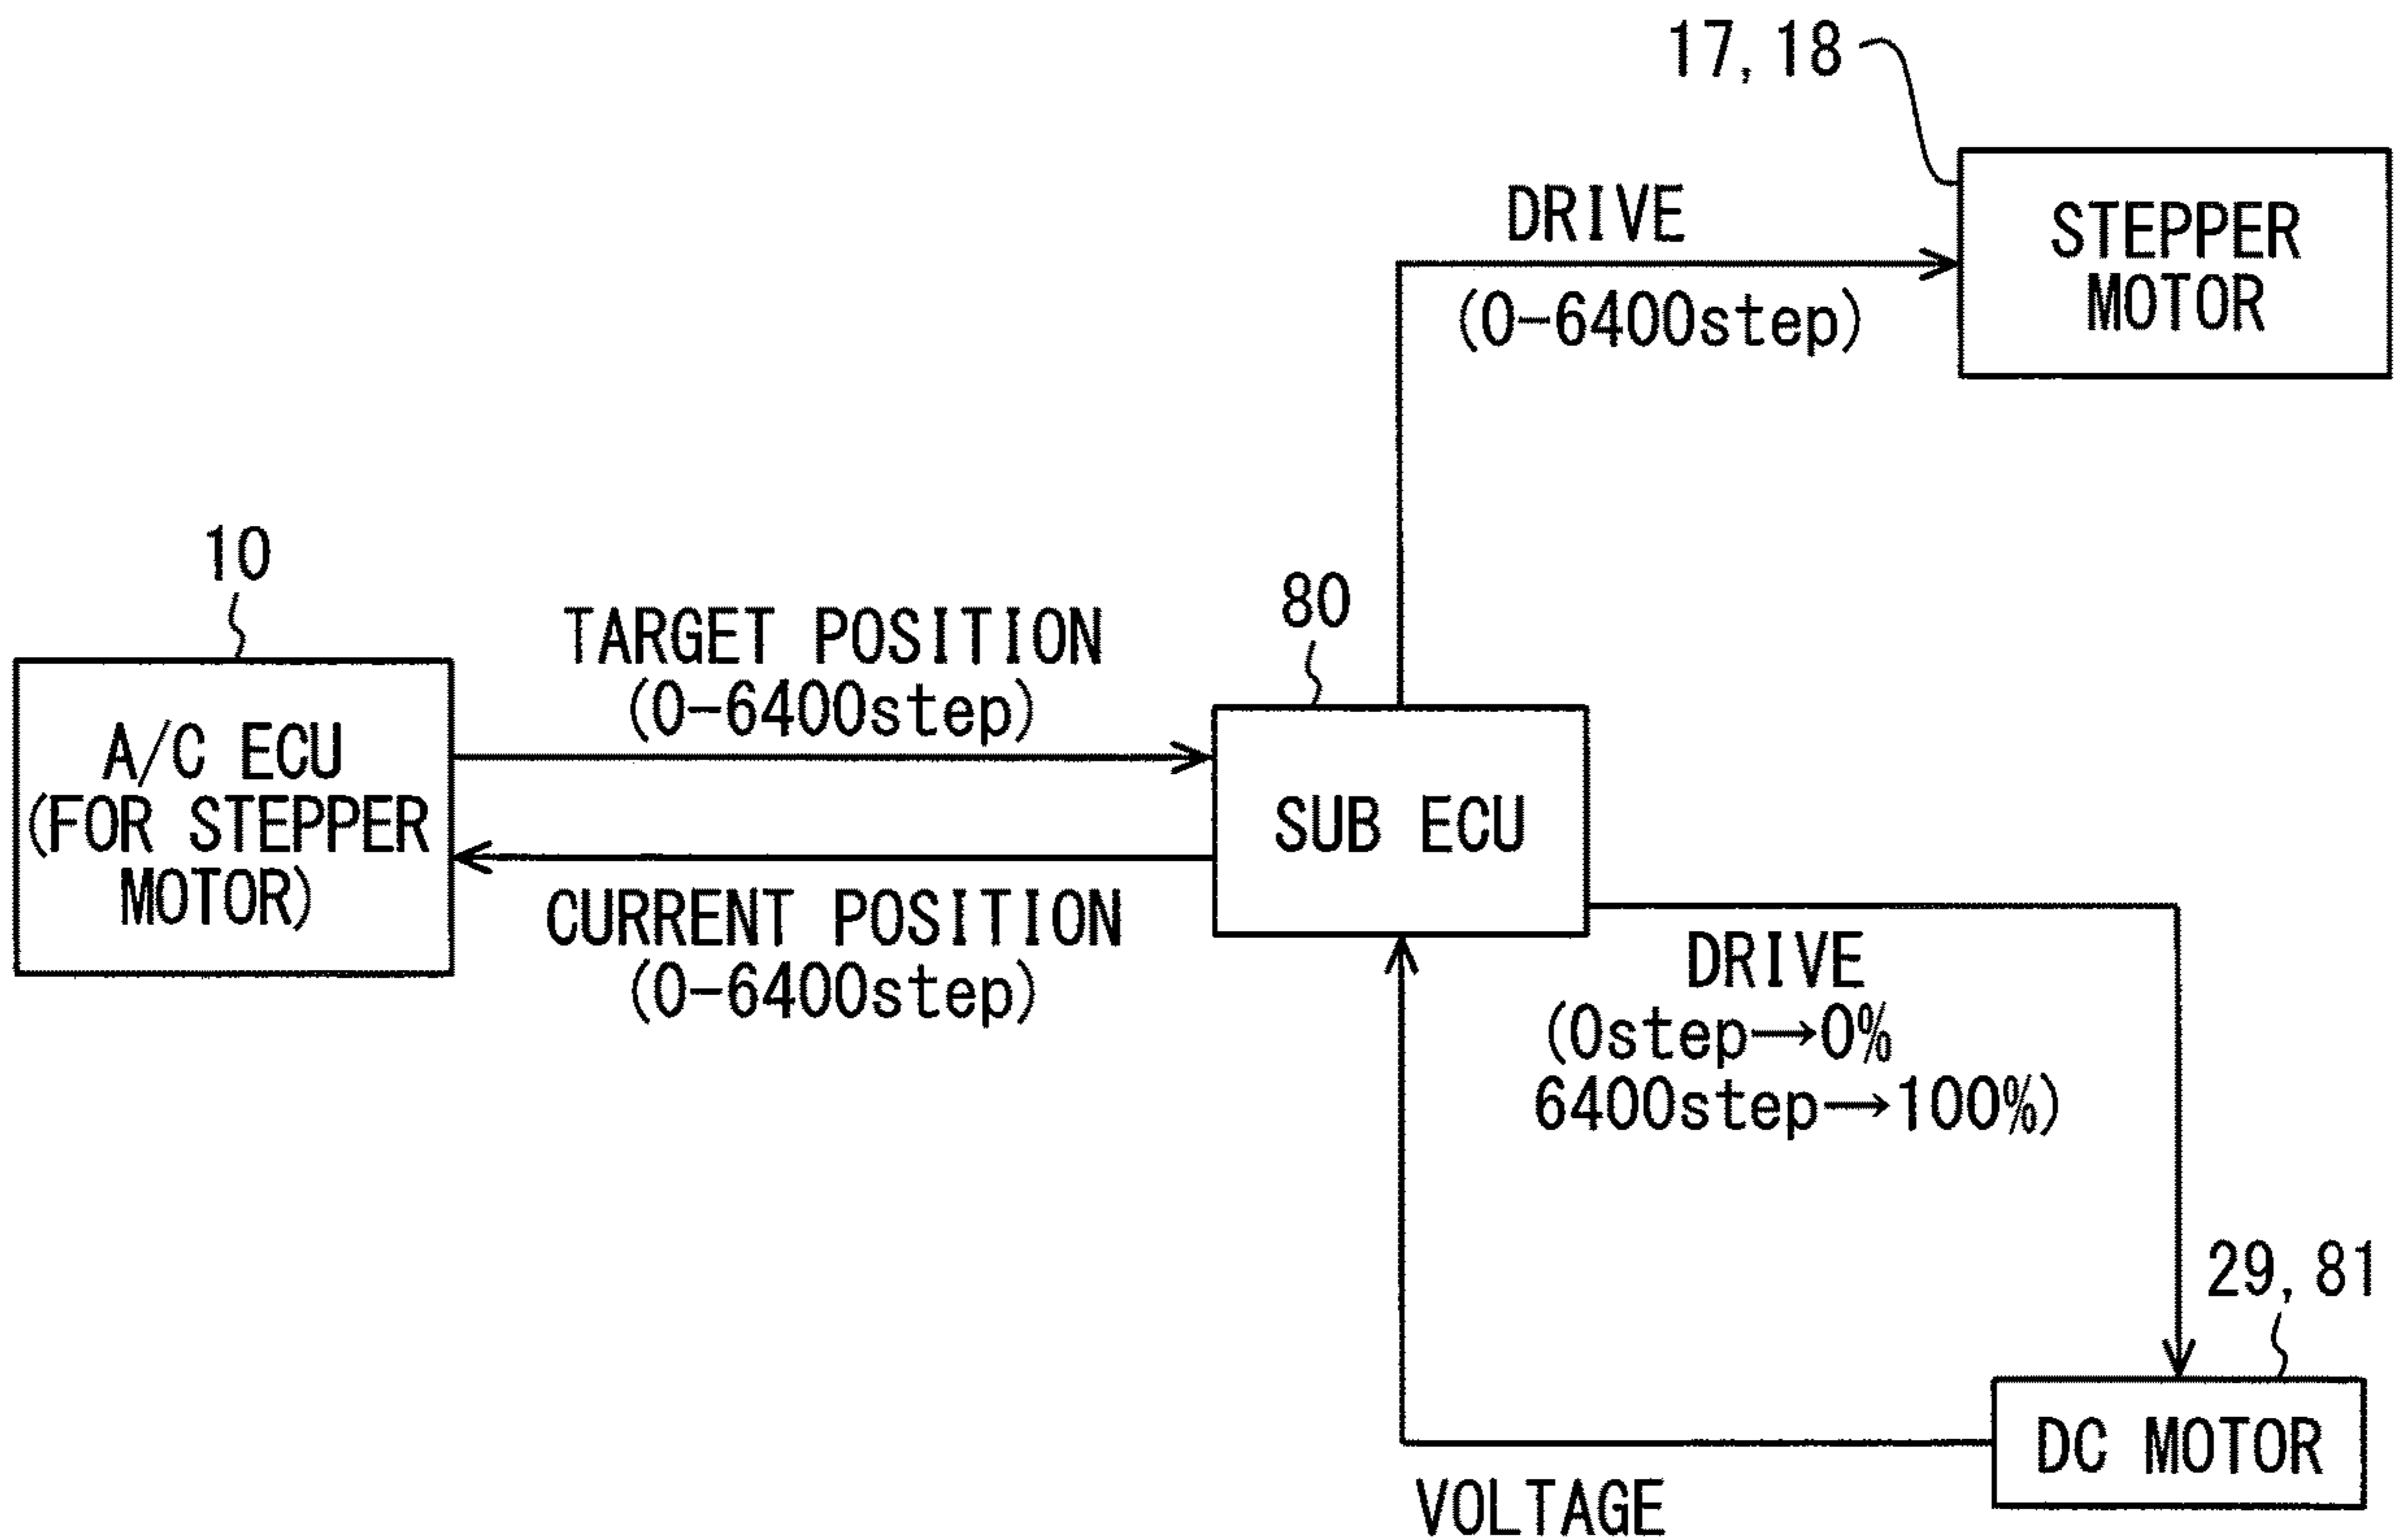 17, 18
DRIVE
(0-6400step)
STEPPER
MOTOR
10
A/C ECU
(FOR STEPPER
MOTOR)
TARGET POSITION
(0-6400step)
CURRENT POSITION
(0-6400step)
80
SUB ECU
DRIVE
(0step→0%
6400step→100%)
29, 81
DC MOTOR
VOLTAGE